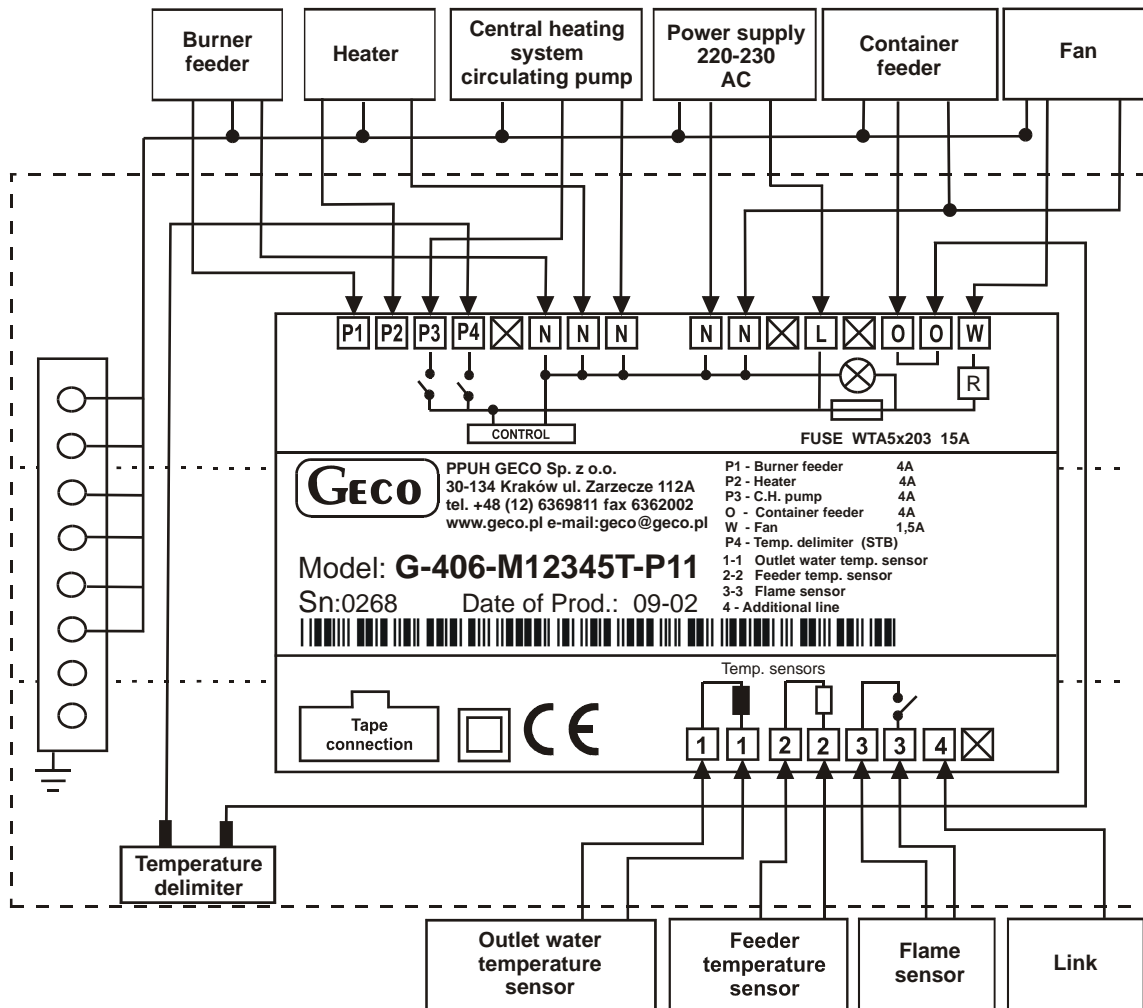 Burner
feeder
Heater
Central heating
system
circulating pump
Power supply
220-230
AC
Container
feeder
Fan
P1 P2 P3 P4 N N N N N L O O W
R
CONTROL
FUSE WTA5x203 15A
GECO
PPUH GECO Sp. z o.o.
30-134 Kraków ul. Zarzecze 112A
tel. +48 (12) 6369811 fax 6362002
www.geco.pl e-mail:geco@geco.pl
Model: G-406-M12345T-P11
Sn:0268 Date of Prod.: 09-02
P1 - Burner feeder 4A
P2 - Heater 4A
P3 - C.H. pump 4A
O - Container feeder 4A
W - Fan 1,5A
P4 - Temp. delimiter (STB)
1-1 Outlet water temp. sensor
2-2 Feeder temp. sensor
3-3 Flame sensor
4 - Additional line
Temp. sensors
Tape
connection
CE
1 1 2 2 3 3 4
Temperature
delimiter
Outlet water
temperature
sensor
Feeder
temperature
sensor
Flame
sensor
Link